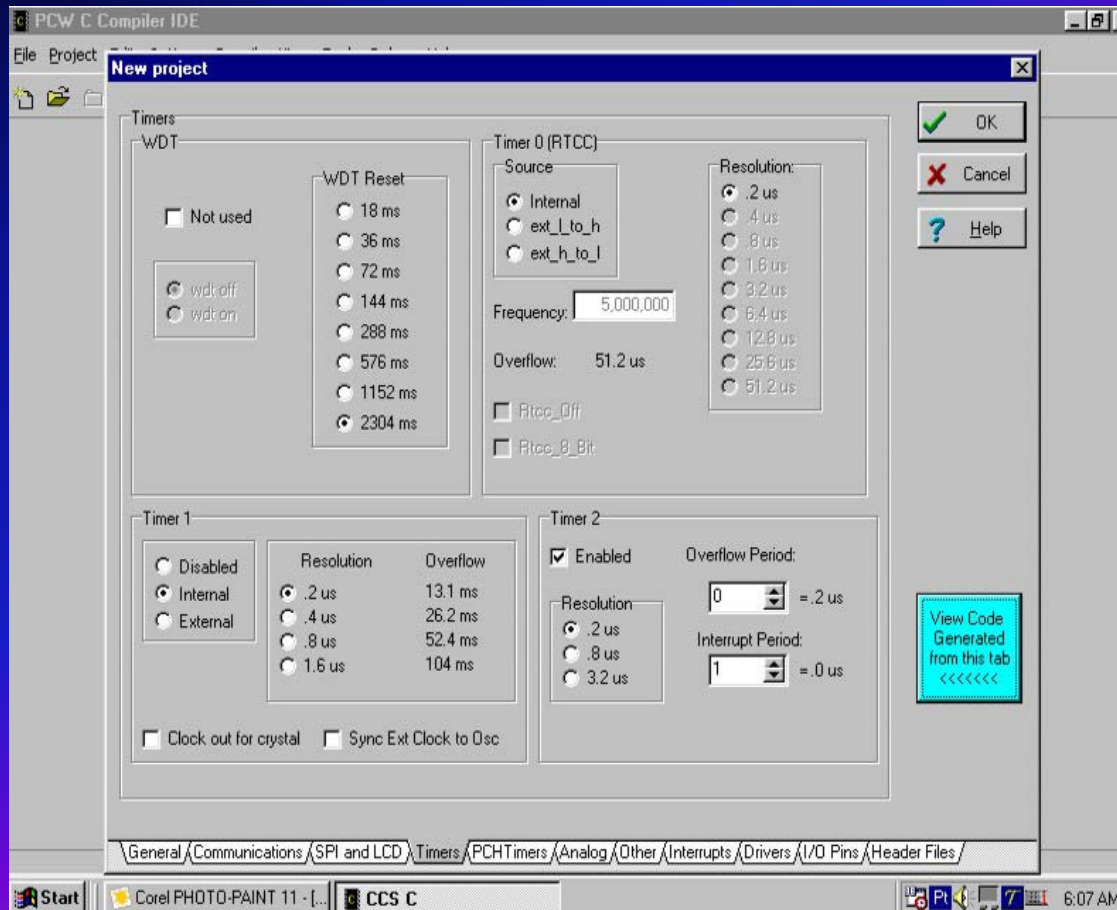 PCW C Compiler IDE
File Project
New project
Timers
WDT
Not used
wdt off
wdt on
WDT Reset
18 ms
36 ms
72 ms
144 ms
288 ms
576 ms
1152 ms
2304 ms
Timer 0 (RTCC)
Source
Internal
ext_l_to_h
ext_h_to_l
Frequency: 5,000,000
Overflow: 51.2 us
Rtcc_Off
Rtcc_8_Bit
Resolution:
.2 us
.4 us
.8 us
1.6 us
3.2 us
6.4 us
12.8 us
25.6 us
51.2 us
OK
Cancel
Help
Timer 1
Disabled
Internal
External
Resolution Overflow
.2 us 13.1 ms
.4 us 26.2 ms
.8 us 52.4 ms
1.6 us 104 ms
Clock out for crystal Sync Ext Clock to Osc
Timer 2
Enabled
Resolution
.2 us
.8 us
3.2 us
Overflow Period:
0 = .2 us
Interrupt Period:
1 = .0 us
View Code
Generated
from this tab
<<<<<<<
General Communications SPI and LCD Timers PCHTimers Analog Other Interrupts Drivers I/O Pins Header Files
Start Corel PHOTO-PAINT 11 - [... CCS C Pt 6:07 AM